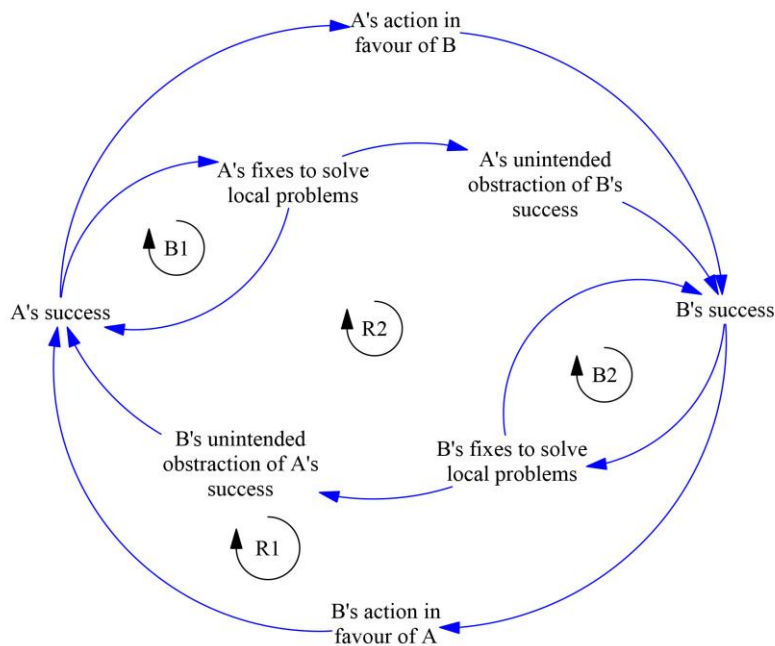 A's action in
favour of B
A's fixes to solve
local problems
A's unintended
obstraction of B's
success
B1
A's success
R2
B's success
B2
B's unintended
obstraction of A's
success
B's fixes to solve
local problems
R1
B's action in
favour of A